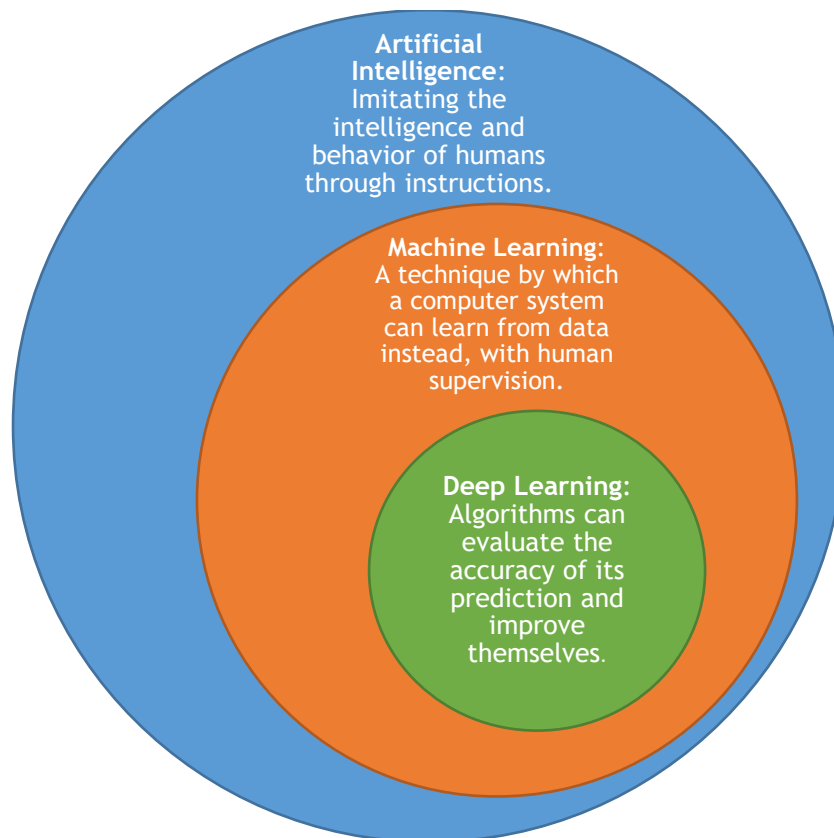 Artificial
Intelligence:
Imitating the
intelligence and
behavior of humans
through instructions.
Machine Learning:
A technique by which
a computer system
can learn from data
instead, with human
supervision.
Deep Learning:
Algorithms can
evaluate the
accuracy of its
prediction and
improve
themselves.